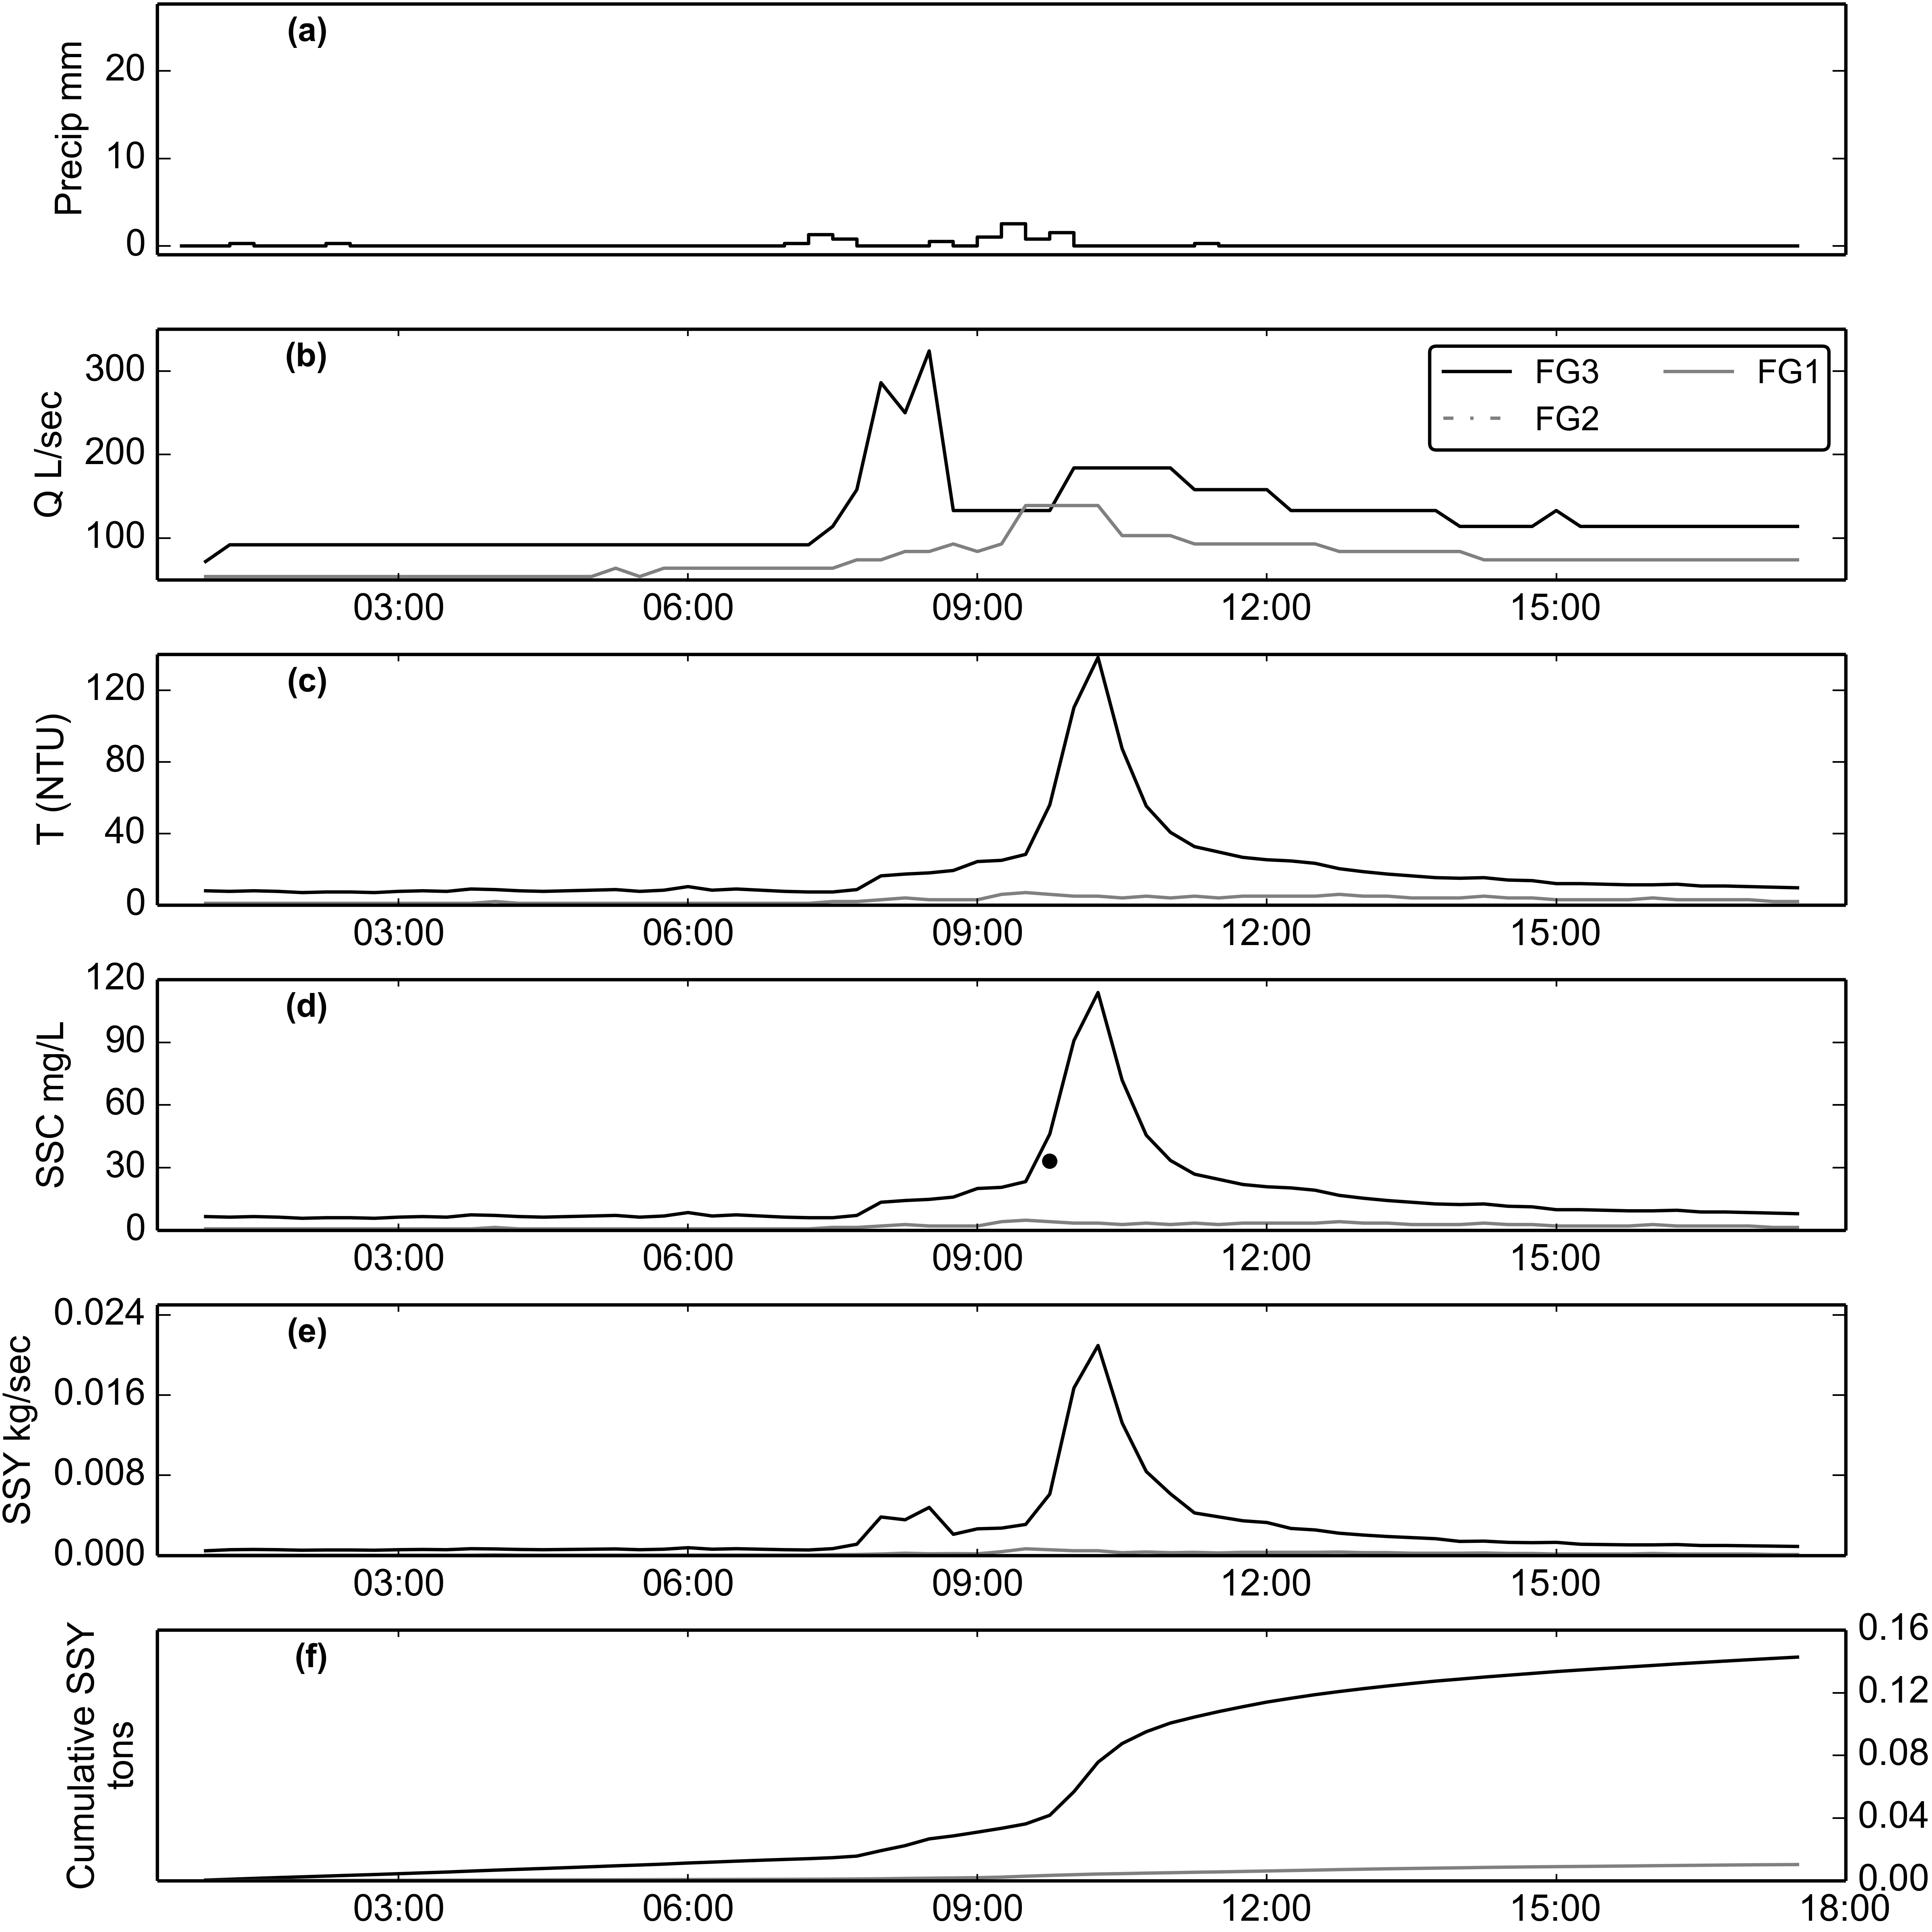 (a)
Precip mm
20
10
0
(b)
Q L/sec
300
200
100
FG3 FG1
FG2
03:00 06:00 09:00 12:00 15:00
(c)
T (NTU)
120
80
40
0
03:00 06:00 09:00 12:00 15:00
(d)
SSC mg/L
120
90
60
30
0
03:00 06:00 09:00 12:00 15:00
(e)
SSY kg/sec
0.024
0.016
0.008
0.000
03:00 06:00 09:00 12:00 15:00
(f)
Cumulative SSY
tons
0.16
0.12
0.08
0.04
0.00
03:00 06:00 09:00 12:00 15:00 18:00